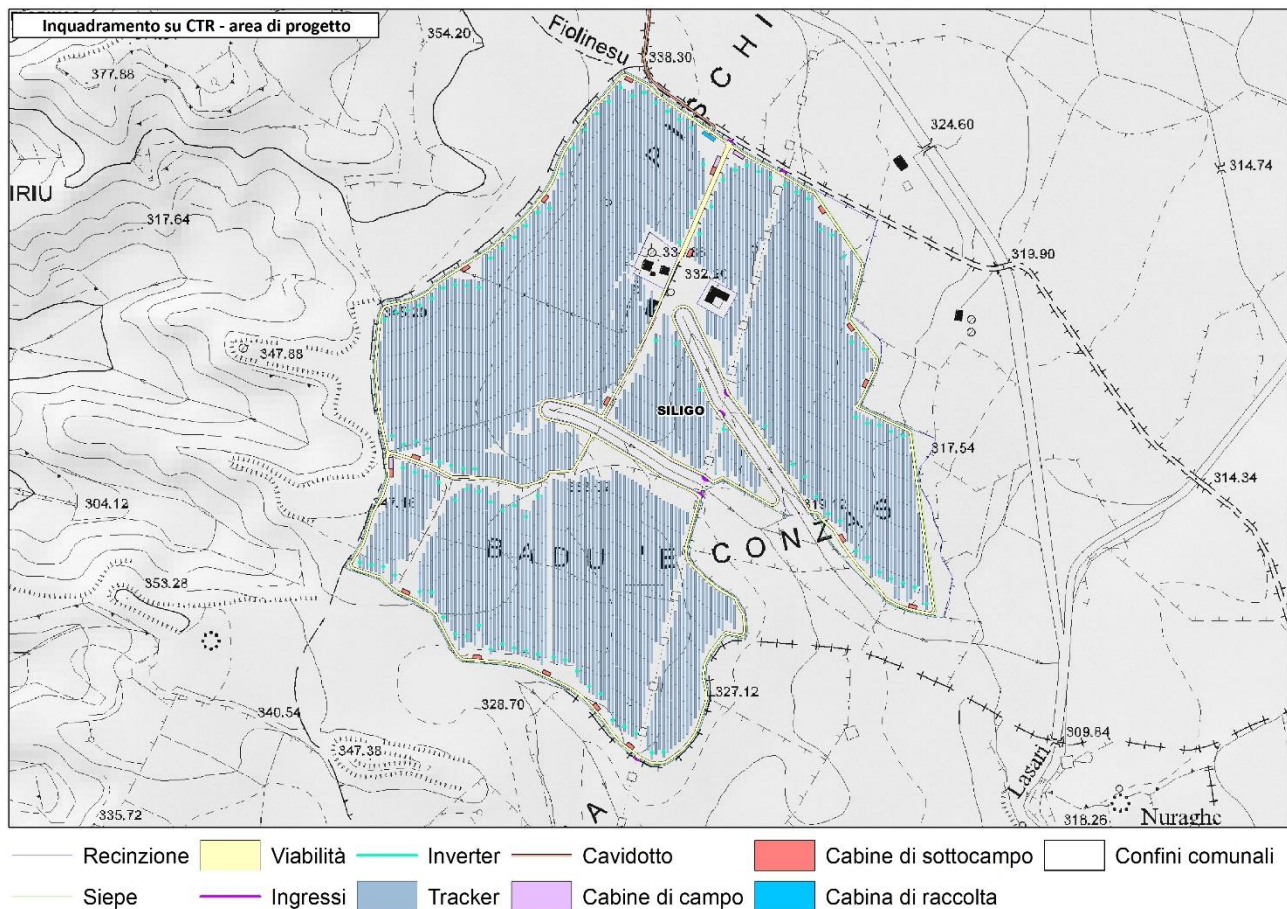 Inquadramento su CTR - area di progetto
354.20
Fiolinesu
338.30
377.88
324.60
314.74
IRIU
317.64
319.90
332.20
347.88
SILIGO
317.54
314.34
304.12
BADU 'E CONZAS
353.28
327.12
328.70
340.54
347.38
309.84
Lasari
335.72
A
318.26
Nuraghe
Recinzione
Viabilità
Inverter
Cavidotto
Cabine di sottocampo
Confini comunali
Siepe
Ingressi
Tracker
Cabine di campo
Cabina di raccolta